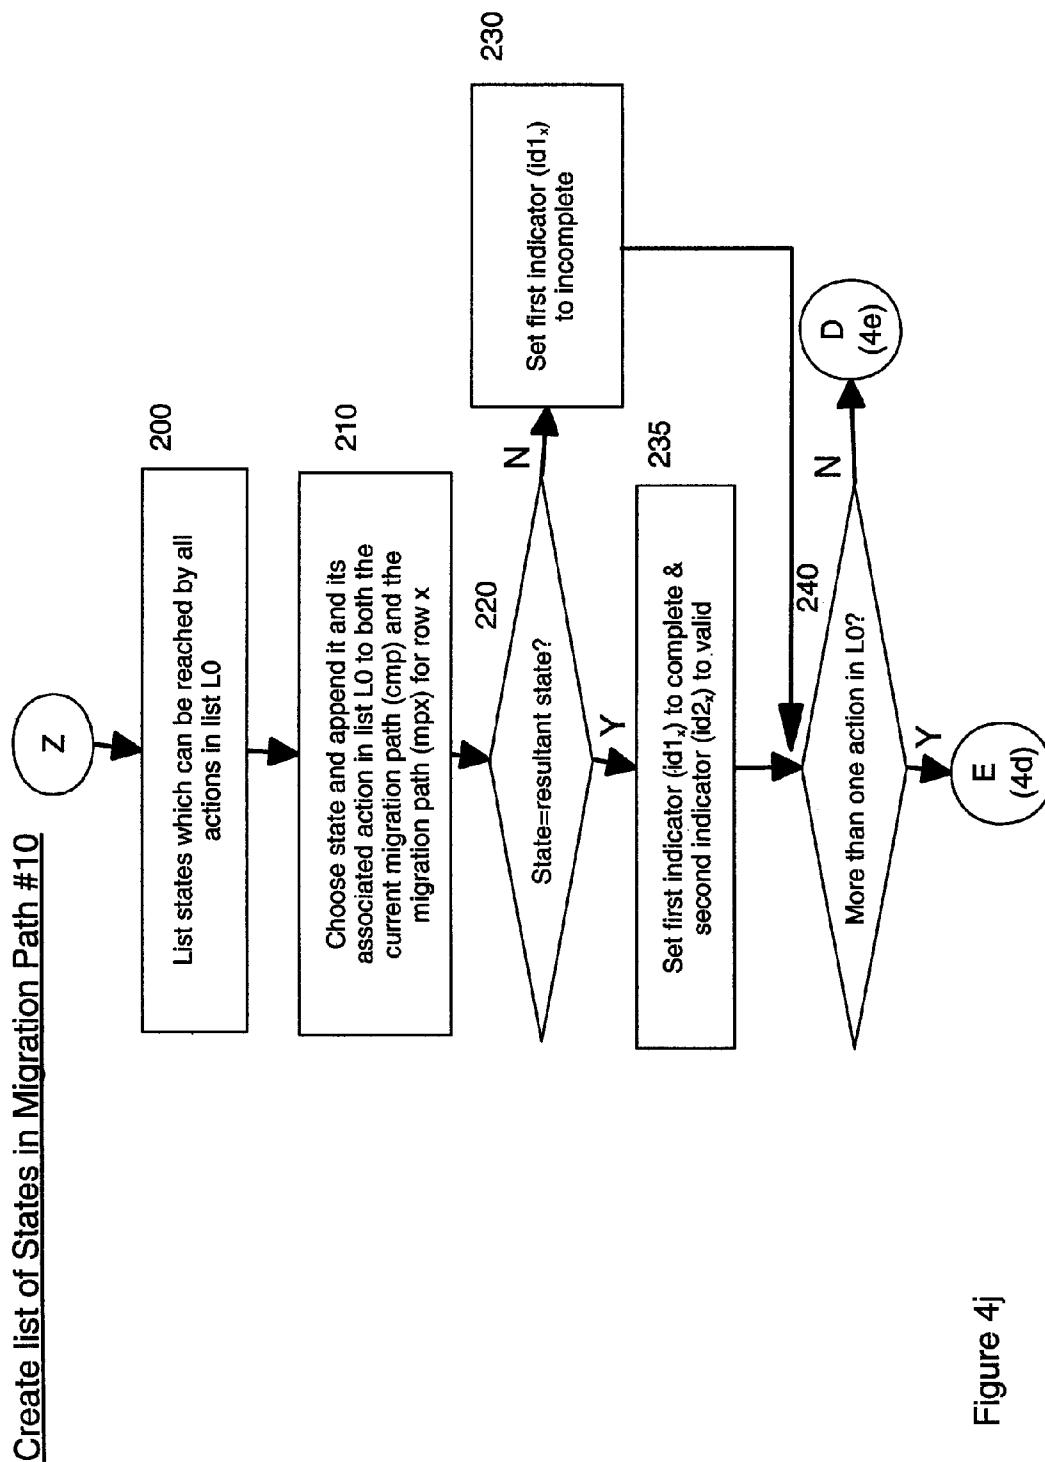 Create list of States in Migration Path #10
Z
200
List states which can be reached by all
actions in list L0
210
Choose state and append it and its
associated action in list L0 to both the
current migration path (cmp) and the
migration path (mpx) for row x
220
State=resultant state?
N
230
Set first indicator (id1x)
to incomplete
Y
235
Set first indicator (id1x) to complete &
second indicator (id2x) to valid
240
More than one action in L0?
N
D
(4e)
Y
E
(4d)
Figure 4j